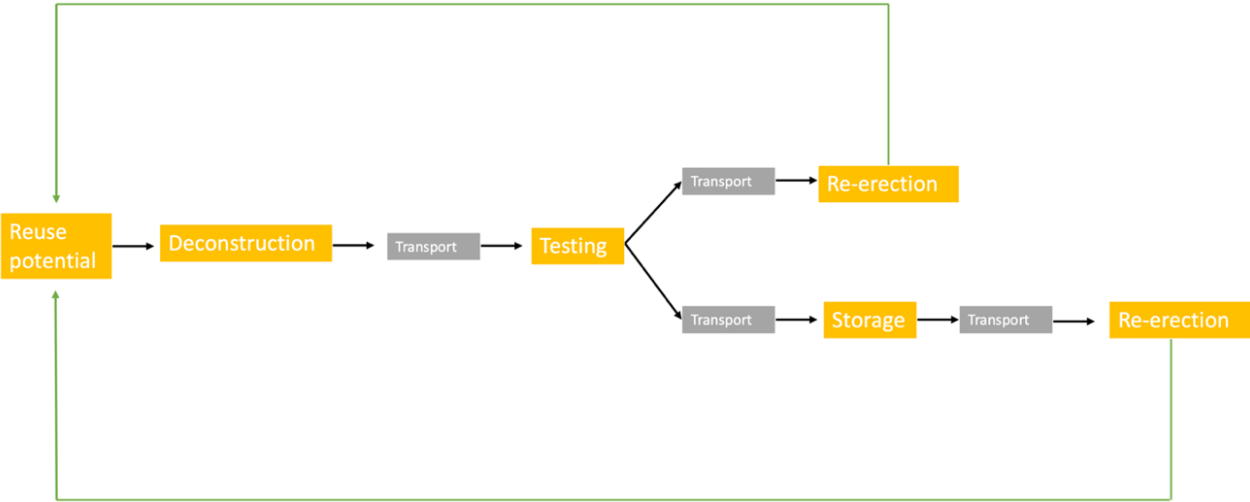 Reuse
potential
Deconstruction
Transport
Testing
Transport
Re-erection
Transport
Storage
Transport
Re-erection